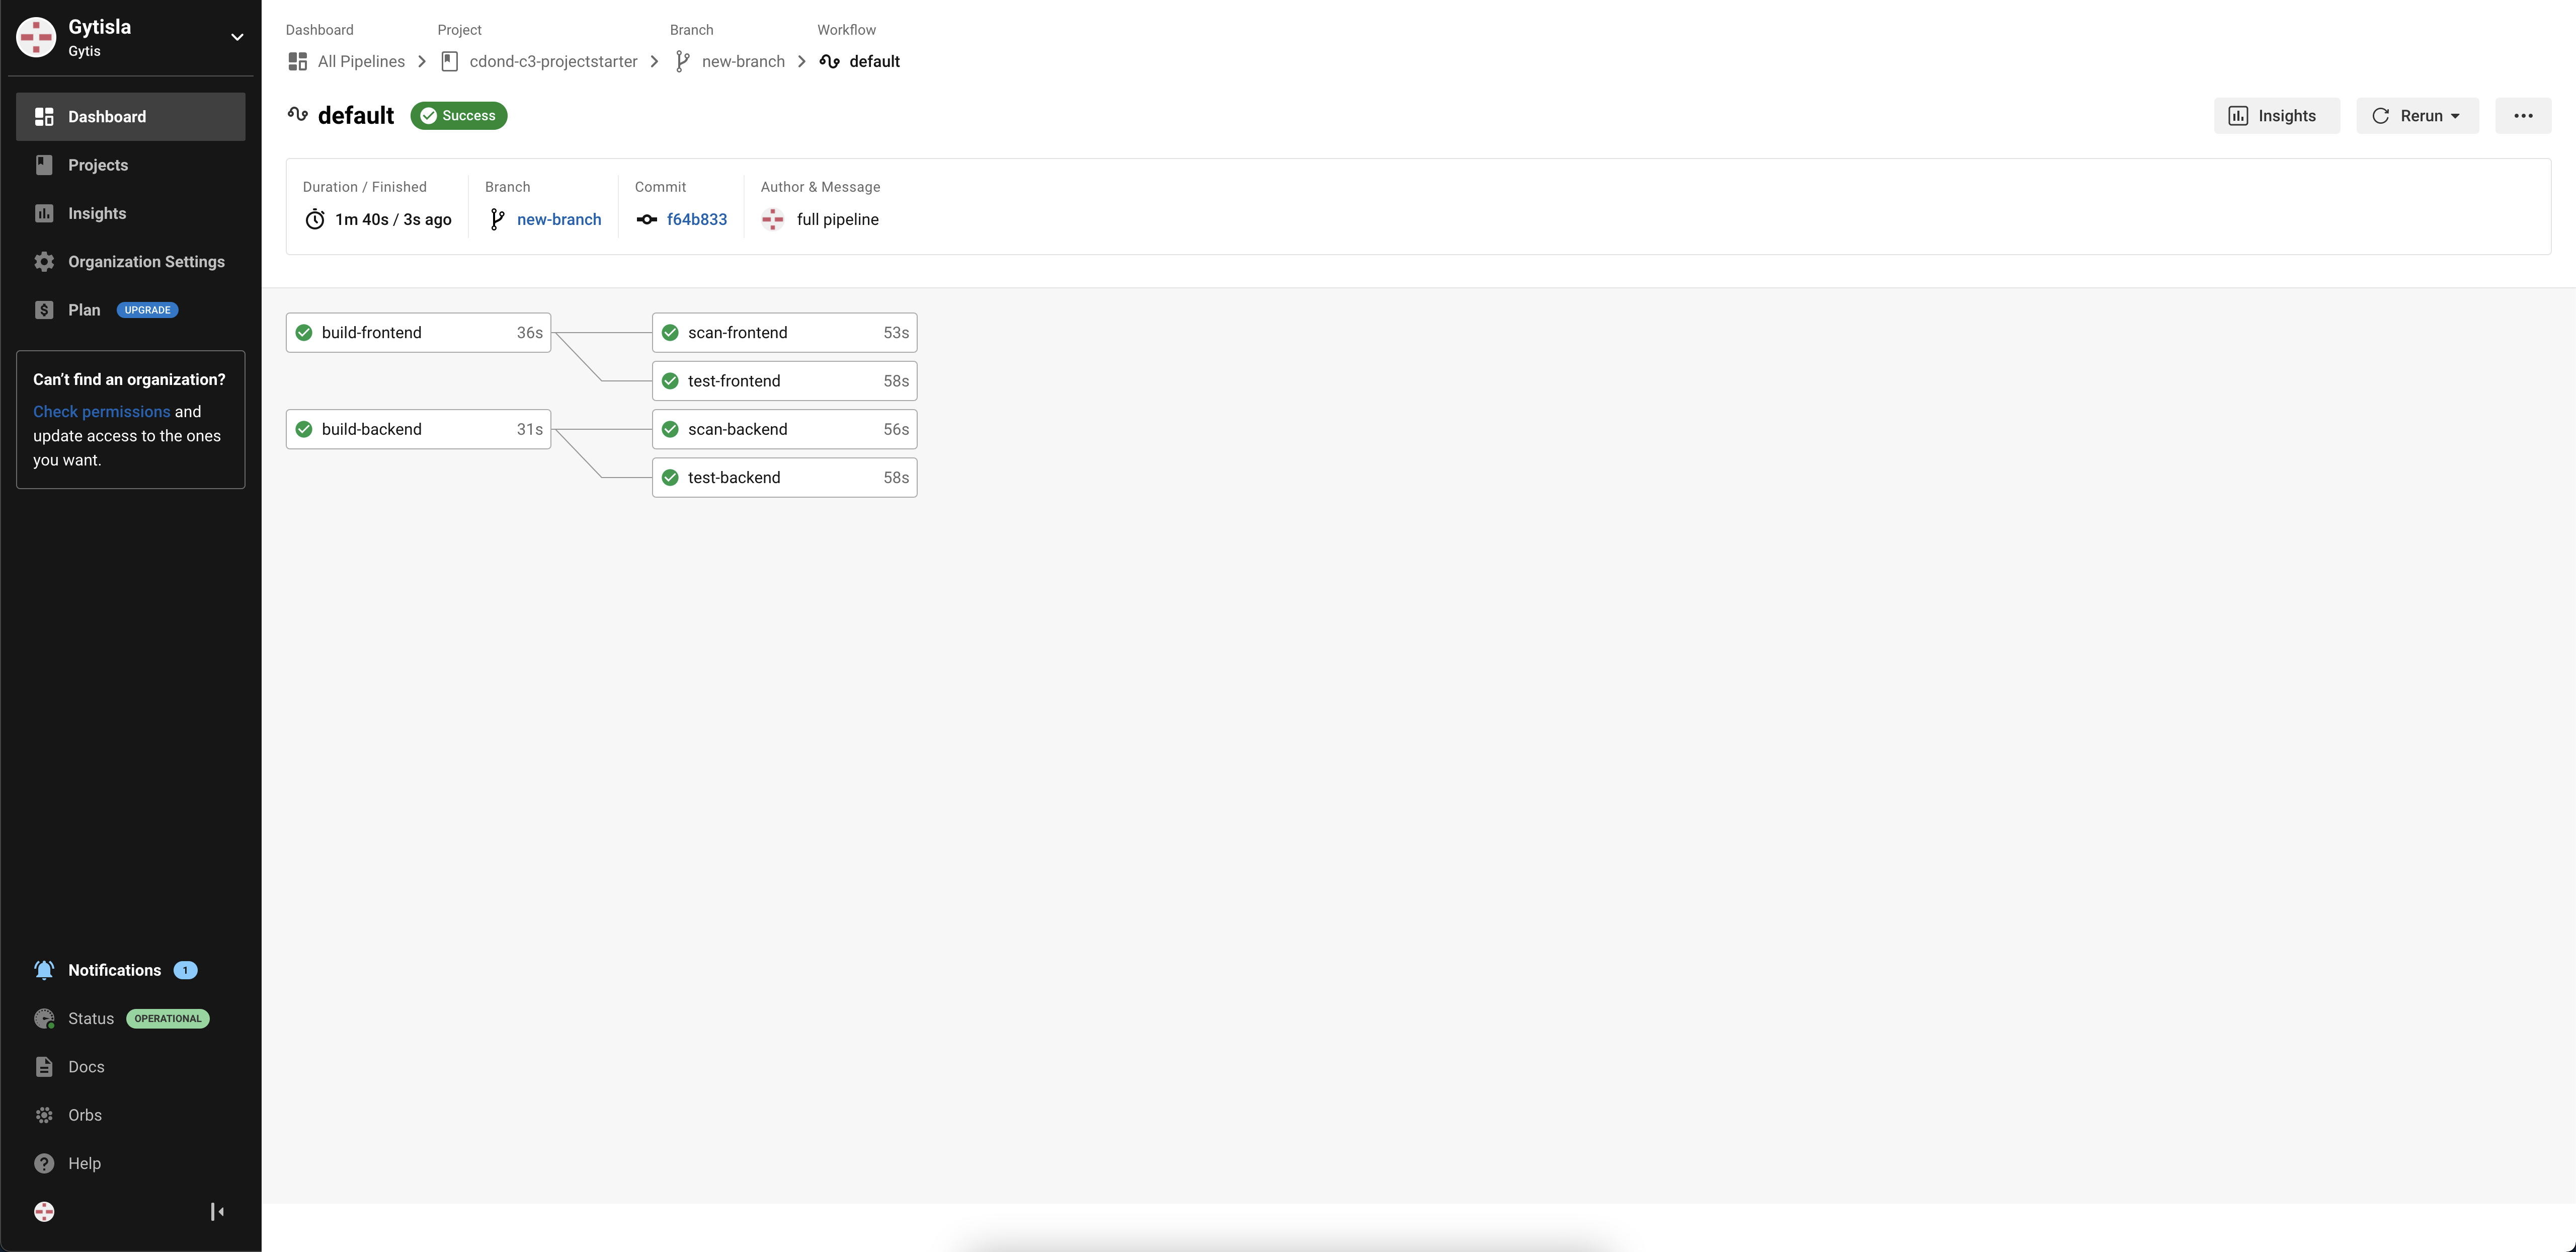 Gytisla
Gytis
Dashboard
Projects
Insights
Organization Settings
Plan UPGRADE
Can't find an organization?
Check permissions and
update access to the ones
you want.
Notifications 1
Status OPERATIONAL
Docs
Orbs
Help
Dashboard Project Branch Workflow
All Pipelines cdond-c3-projectstarter new-branch default
default Success Insights Rerun
Duration / Finished Branch Commit Author & Message
1m 40s / 3s ago new-branch f64b833 full pipeline
build-frontend 36s scan-frontend 53s
test-frontend 58s
build-backend 31s scan-backend 56s
test-backend 58s